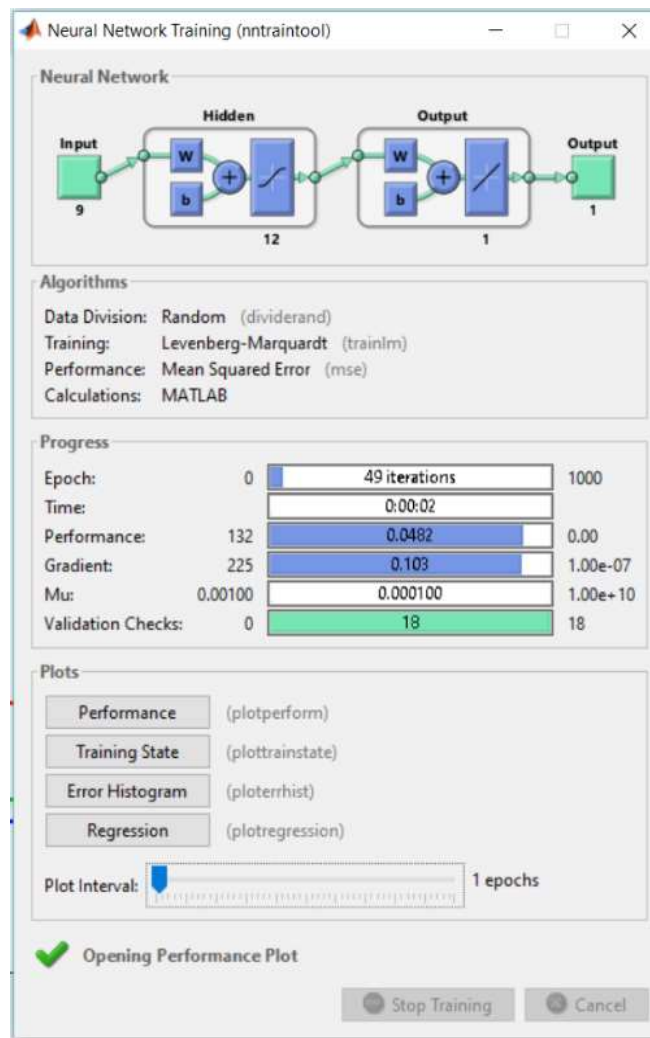 Neural Network Training (nntraintool)
Neural Network
Hidden Output
Input Output
W b + W b +
9 12 1 1
Algorithms
Data Division: Random (dividerand)
Training: Levenberg-Marquardt (trainlm)
Performance: Mean Squared Error (mse)
Calculations: MATLAB
Progress
Epoch: 0 49 iterations 1000
Time: 0:00:02
Performance: 132 0.0482 0.00
Gradient: 225 0.103 1.00e-07
Mu: 0.00100 0.000100 1.00e+10
Validation Checks: 0 18 18
Plots
Performance (plotperform)
Training State (plottrainstate)
Error Histogram (ploterrhist)
Regression (plotregression)
Plot Interval: 1 epochs
Opening Performance Plot
Stop Training Cancel